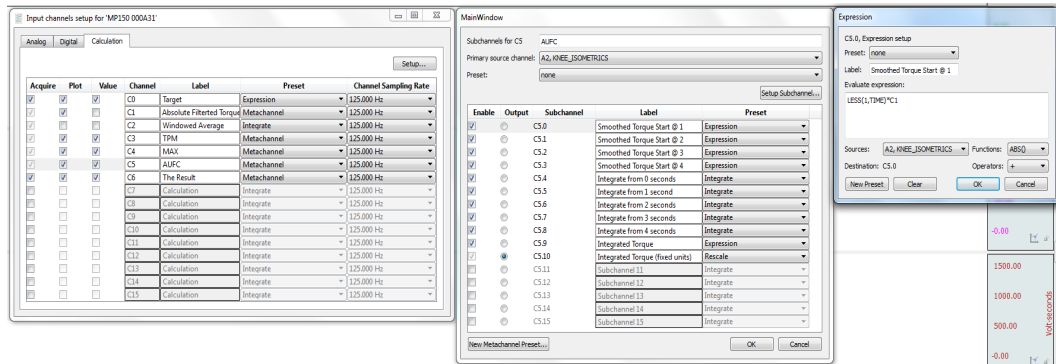 Input channels setup for 'MP150 000A31'
Analog Digital Calculation
Setup...
Acquire Plot Value Channel Label Preset Channel Sampling Rate
C0 Target Expression 125.000 Hz
C1 Absolute Filterted Torque Metachannel 125.000 Hz
C2 Windowed Average Integrate 125.000 Hz
C3 TPM Metachannel 125.000 Hz
C4 MAX Metachannel 125.000 Hz
C5 AUFC Metachannel 125.000 Hz
C6 The Result Metachannel 125.000 Hz
C7 Calculation Integrate 125.000 Hz
C8 Calculation Integrate 125.000 Hz
C9 Calculation Integrate 125.000 Hz
C10 Calculation Integrate 125.000 Hz
C11 Calculation Integrate 125.000 Hz
C12 Calculation Integrate 125.000 Hz
C13 Calculation Integrate 125.000 Hz
C14 Calculation Integrate 125.000 Hz
C15 Calculation Integrate 125.000 Hz
MainWindow
Subchannels for C5 AUFC
Primary source channel: A2, KNEE_ISOMETRICS
Preset: none
Setup Subchannel...
Enable Output Subchannel Label Preset
C5.0 Smoothed Torque Start @ 1 Expression
C5.1 Smoothed Torque Start @ 2 Expression
C5.2 Smoothed Torque Start @ 3 Expression
C5.3 Smoothed Torque Start @ 4 Expression
C5.4 Integrate from 0 seconds Integrate
C5.5 Integrate from 1 second Integrate
C5.6 Integrate from 2 seconds Integrate
C5.7 Integrate from 3 seconds Integrate
C5.8 Integrate from 4 seconds Integrate
C5.9 Integrated Torque Expression
C5.10 Integrated Torque (fixed units) Rescale
C5.11 Subchannel 11 Integrate
C5.12 Subchannel 12 Integrate
C5.13 Subchannel 13 Integrate
C5.14 Subchannel 14 Integrate
C5.15 Subchannel 15 Integrate
New Metachannel Preset... OK Cancel
Expression
C5.0, Expression setup
Preset: none
Label: Smoothed Torque Start @ 1
Evaluate expression:
LESS(1,TIME)*C1
Sources: A2, KNEE_ISOMETRICS Functions: ABS()
Destination: C5.0 Operators: +
New Preset Clear OK Cancel
-0.00
1500.00
1000.00
500.00
-0.00
Volt-seconds